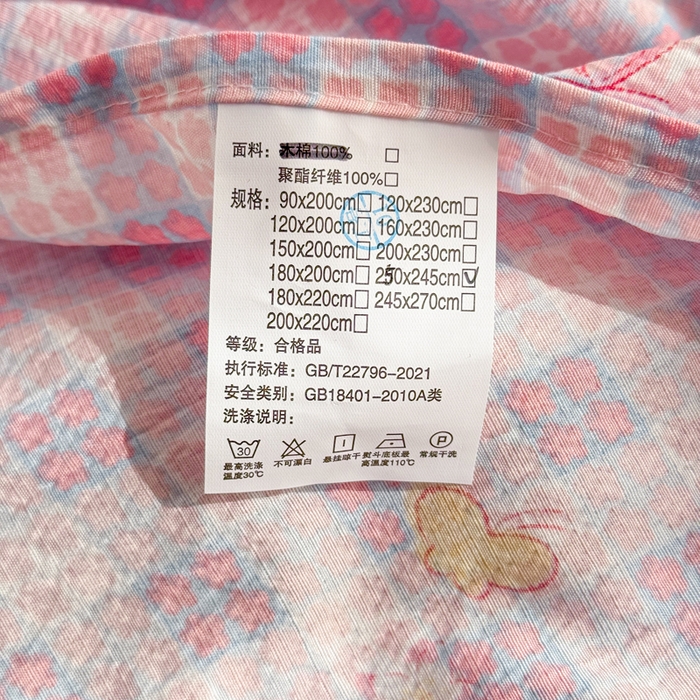 面料：木棉100% □
聚酯纤维100%□
规格：90x200cm□ 120x230cm□
120x200cm□ 160x230cm□
150x200cm□ 200x230cm□
180x200cm□ 250x245cm☑
180x220cm□ 245x270cm□
200x220cm□
等级：合格品
执行标准：GB/T22796-2021
安全类别：GB18401-2010A类
洗涤说明：
30
P
最高洗涤 不可漂白 悬挂晾干 熨斗底板最 常规干洗
温度30℃ 高温度110℃